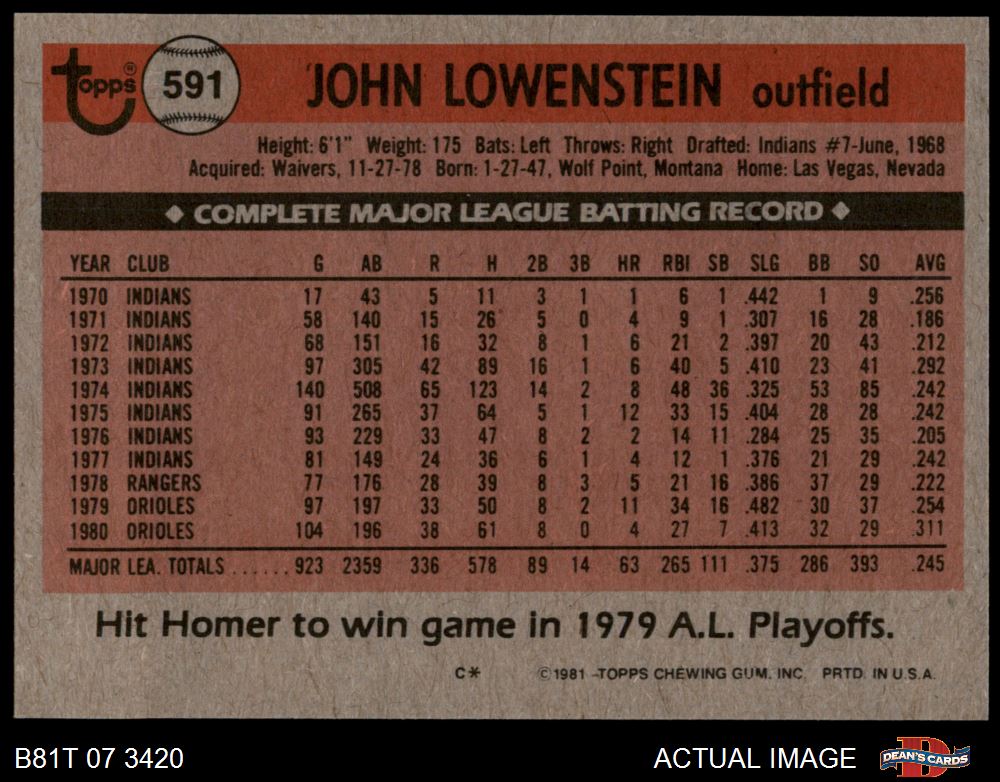 topps® 591 JOHN LOWENSTEIN outfield
Height: 6'1" Weight: 175 Bats: Left Throws: Right Drafted: Indians #7-June, 1968
Acquired: Waivers, 11-27-78 Born: 1-27-47, Wolf Point, Montana Home: Las Vegas, Nevada
◆ COMPLETE MAJOR LEAGUE BATTING RECORD ◆
YEAR CLUB G AB R H 2B 3B HR RBI SB SLG BB SO AVG
1970 INDIANS 17 43 5 11 3 1 1 6 1 .442 1 9 .256
1971 INDIANS 58 140 15 26 5 0 4 9 1 .307 16 28 .186
1972 INDIANS 68 151 16 32 8 1 6 21 2 .397 20 43 .212
1973 INDIANS 97 305 42 89 16 1 6 40 5 .410 23 41 .292
1974 INDIANS 140 508 65 123 14 2 8 48 36 .325 53 85 .242
1975 INDIANS 91 265 37 64 5 1 12 33 15 .404 28 28 .242
1976 INDIANS 93 229 33 47 8 2 2 14 11 .284 25 35 .205
1977 INDIANS 81 149 24 36 6 1 4 12 1 .376 21 29 .242
1978 RANGERS 77 176 28 39 8 3 5 21 16 .386 37 29 .222
1979 ORIOLES 97 197 33 50 8 2 11 34 16 .482 30 37 .254
1980 ORIOLES 104 196 38 61 8 0 4 27 7 .413 32 29 .311
MAJOR LEA. TOTALS ...... 923 2359 336 578 89 14 63 265 111 .375 286 393 .245
Hit Homer to win game in 1979 A.L. Playoffs.
C* ©1981 TOPPS CHEWING GUM. INC. PRTD. IN U.S.A.
B81T 07 3420 ACTUAL IMAGE DEAN'S CARDS